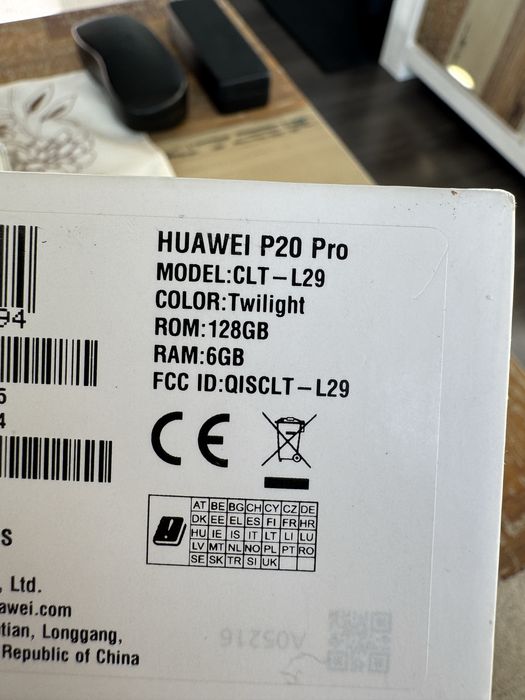 HUAWEI P20 Pro
MODEL:CLT-L29
COLOR:Twilight
ROM:128GB
RAM:6GB
FCC ID:QISCLT-L29
CE
AT BE BG CH CY CZ DE
DK EE EL ES FI FR HR
HU IE IS IT LT LI LU
LV MT NL NO PL PT RO
SE SK TR SI UK
94
5
4
S
, Ltd.
awei.com
tian, Longgang,
Republic of China
A05216